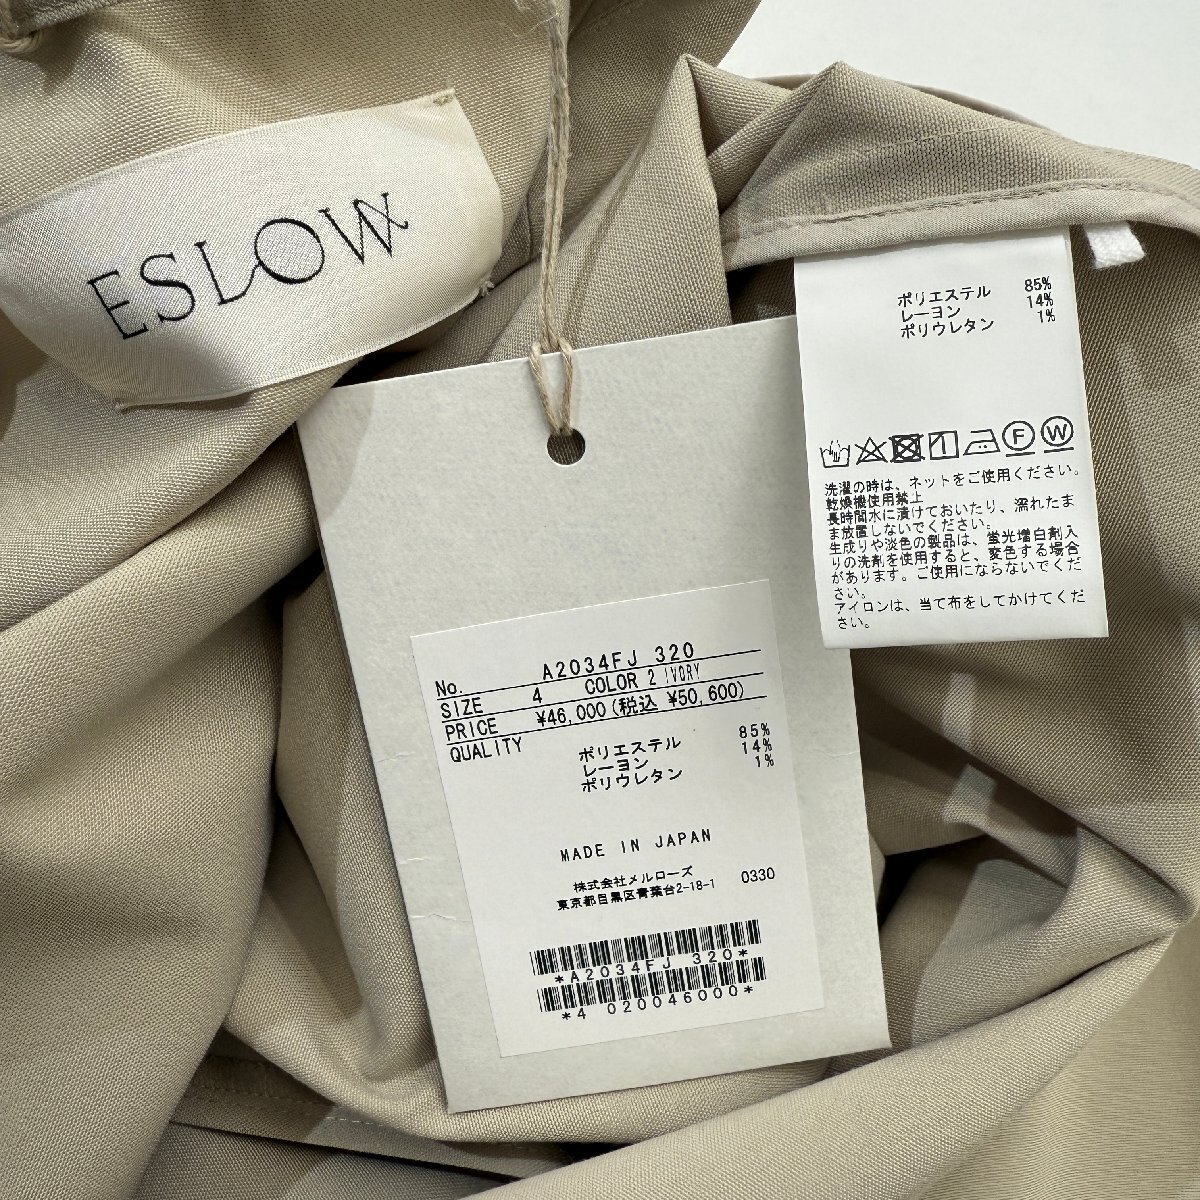 ESLOW
ポリエステル 85%
レーヨン 14%
ポリウレタン 1%
F W
洗濯の時は、ネットをご使用ください。
乾燥機使用禁止
長時間水に漬けておいたり、濡れたま
ま放置しないでください。
生成りや淡色の製品は、蛍光増白剤入
りの洗剤を使用すると、変色する場合
があります。ご使用にならないでくだ
さい。
アイロンは、当て布をしてかけてくだ
さい。
No. A2034FJ 320
SIZE 4 COLOR 2 IVORY
PRICE ¥46,000(税込 ¥50,600)
QUALITY
ポリエステル 85%
レーヨン 14%
ポリウレタン 1%
MADE IN JAPAN
株式会社メルローズ 0330
東京都目黒区青葉台2-18-1
*A2034FJ 320*
*4 020046000*